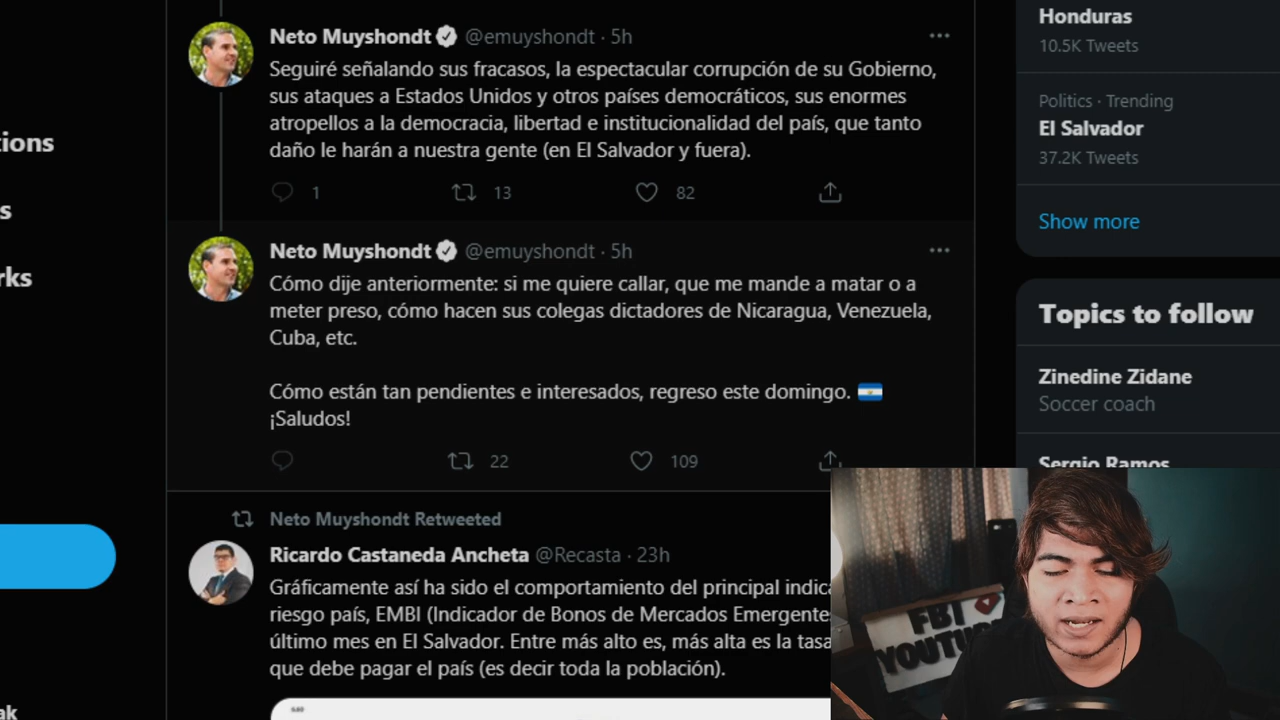 Neto Muyshondt @emuyshondt · 5h
Seguiré señalando sus fracasos, la espectacular corrupción de su Gobierno,
sus ataques a Estados Unidos y otros países democráticos, sus enormes
atropellos a la democracia, libertad e institucionalidad del país, que tanto
daño le harán a nuestra gente (en El Salvador y fuera).
1 13 82
Neto Muyshondt @emuyshondt · 5h
Cómo dije anteriormente: si me quiere callar, que me mande a matar o a
meter preso, cómo hacen sus colegas dictadores de Nicaragua, Venezuela,
Cuba, etc.
Cómo están tan pendientes e interesados, regreso este domingo.
¡Saludos!
22 109
Neto Muyshondt Retweeted
Ricardo Castaneda Ancheta @Recasta · 23h
Gráficamente así ha sido el comportamiento del principal indica
riesgo país, EMBI (Indicador de Bonos de Mercados Emergente
último mes en El Salvador. Entre más alto es, más alta es la tasa
que debe pagar el país (es decir toda la población).
tions
s
rks
ak
Honduras
10.5K Tweets
Politics · Trending
El Salvador
37.2K Tweets
Show more
Topics to follow
Zinedine Zidane
Soccer coach
Sergio Ramos
FBI
YOUTUB